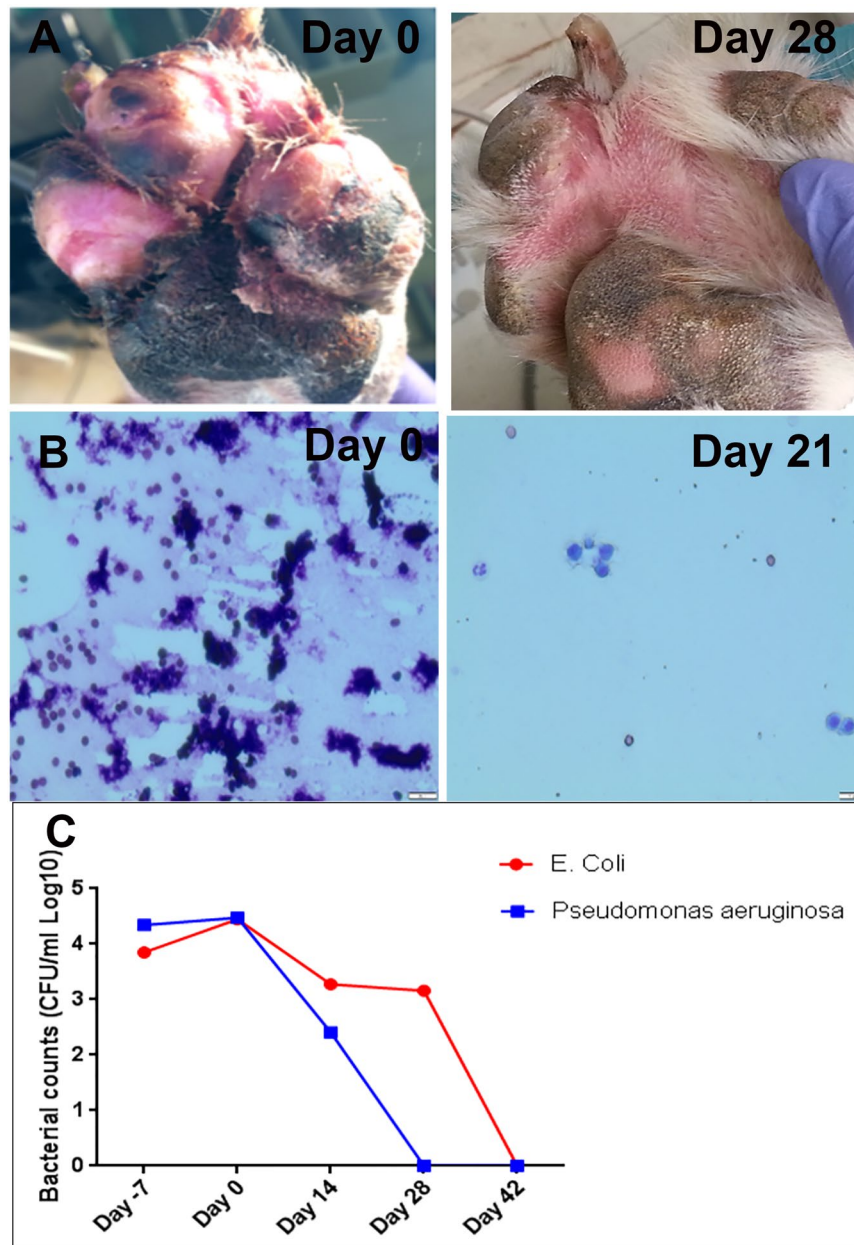 A Day 0
Day 28
B Day 0
Day 21
C
E. Coli
Pseudomonas aeruginosa
Bacterial counts (CFU/ml Log10)
5
4
3
2
1
0
Day -7
Day 0
Day 14
Day 28
Day 42